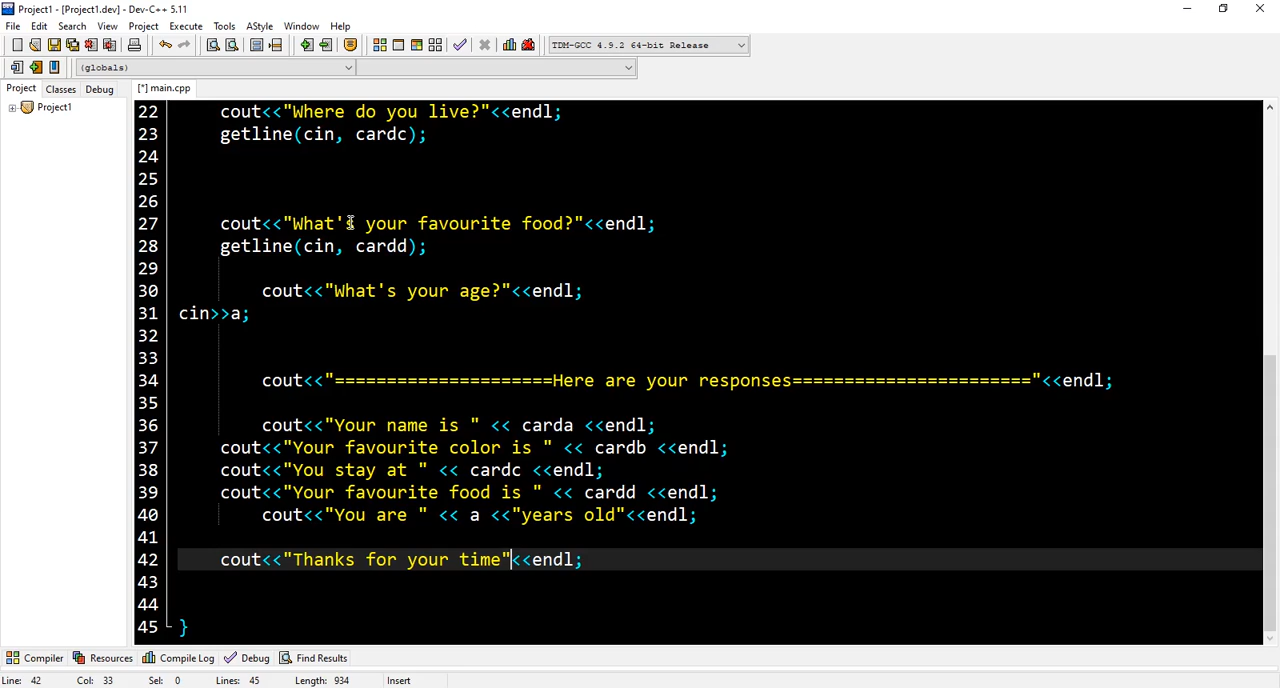 Project1 - [Project1.dev] - Dev-C++ 5.11
File Edit Search View Project Execute Tools AStyle Window Help
TDM-GCC 4.9.2 64-bit Release
(globals)
Project Classes Debug [*] main.cpp
Project1
22 cout<<"Where do you live?"<<endl;
23 getline(cin, cardc);
24
25
26
27 cout<<"What's your favourite food?"<<endl;
28 getline(cin, cardd);
29
30 cout<<"What's your age?"<<endl;
31 cin>>a;
32
33
34 cout<<"=====================Here are your responses======================="<<endl;
35
36 cout<<"Your name is " << carda <<endl;
37 cout<<"Your favourite color is " << cardb <<endl;
38 cout<<"You stay at " << cardc <<endl;
39 cout<<"Your favourite food is " << cardd <<endl;
40 cout<<"You are " << a <<"years old"<<endl;
41
42 cout<<"Thanks for your time"<<endl;
43
44
45 }
Compiler Resources Compile Log Debug Find Results
Line: 42 Col: 33 Sel: 0 Lines: 45 Length: 934 Insert